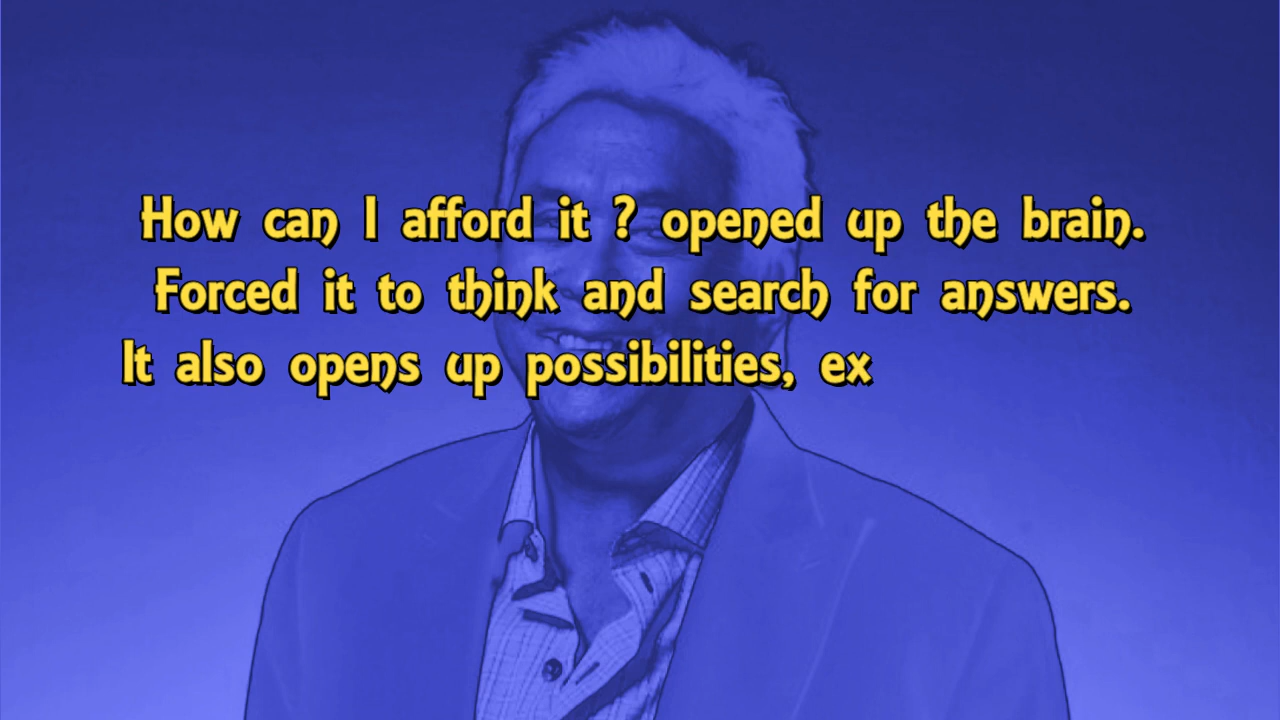 How can I afford it ? opened up the brain.
Forced it to think and search for answers.
It also opens up possibilities, ex